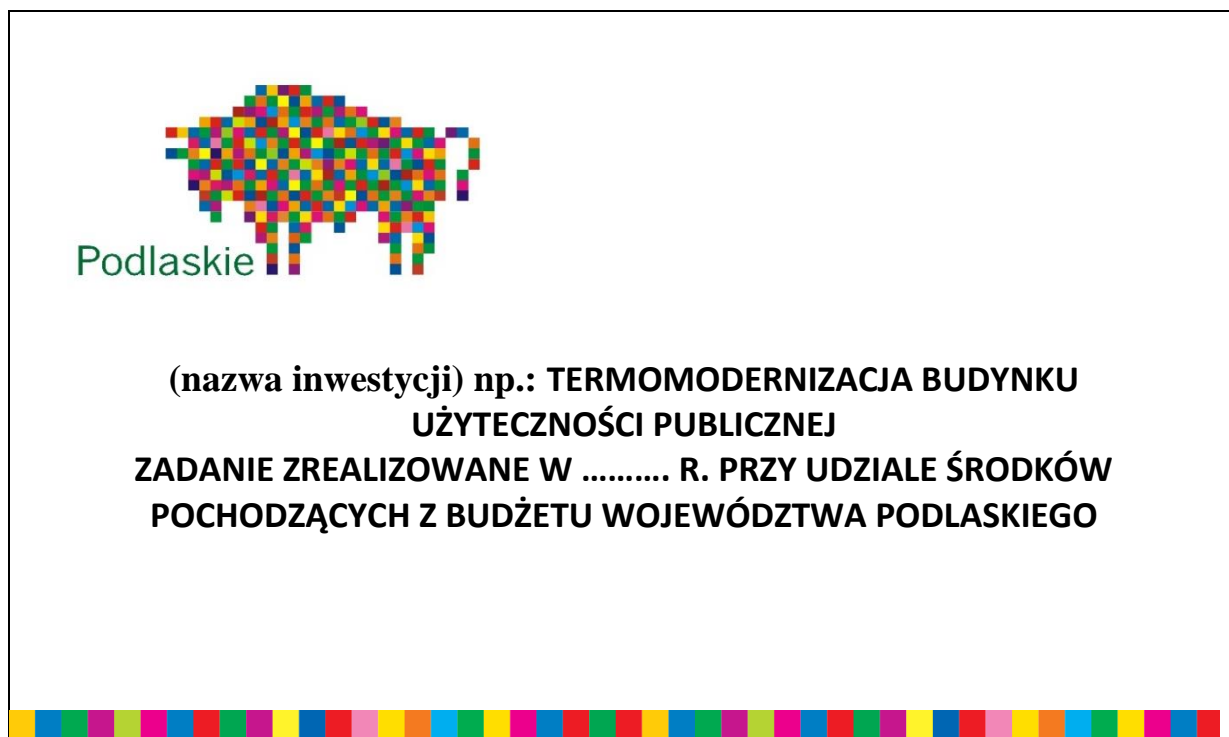 Podlaskie
(nazwa inwestycji) np.: TERMOMODERNIZACJA BUDYNKU
UŻYTECZNOŚCI PUBLICZNEJ
ZADANIE ZREALIZOWANE W .......... R. PRZY UDZIALE ŚRODKÓW
POCHODZĄCYCH Z BUDŻETU WOJEWÓDZTWA PODLASKIEGO